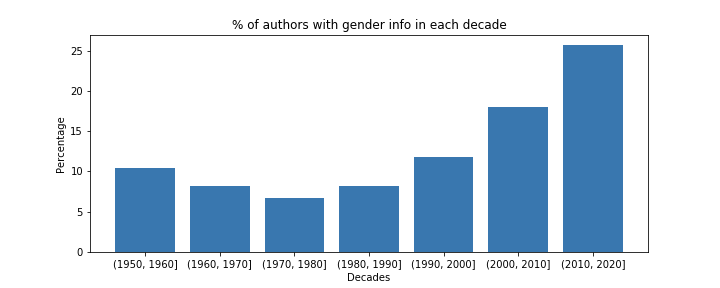 % of authors with gender info in each decade
25
20
15
10
5
0
Percentage
(1950, 1960] (1960, 1970] (1970, 1980] (1980, 1990] (1990, 2000] (2000, 2010] (2010, 2020]
Decades